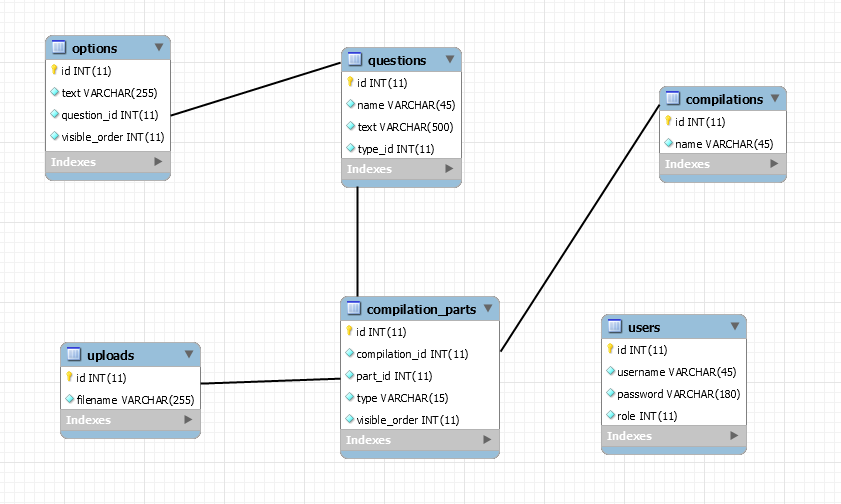 options
id INT(11)
text VARCHAR(255)
question_id INT(11)
visible_order INT(11)
Indexes
questions
id INT(11)
name VARCHAR(45)
text VARCHAR(500)
type_id INT(11)
Indexes
compilations
id INT(11)
name VARCHAR(45)
Indexes
compilation_parts
id INT(11)
compilation_id INT(11)
part_id INT(11)
type VARCHAR(15)
visible_order INT(11)
Indexes
uploads
id INT(11)
filename VARCHAR(255)
Indexes
users
id INT(11)
username VARCHAR(45)
password VARCHAR(180)
role INT(11)
Indexes